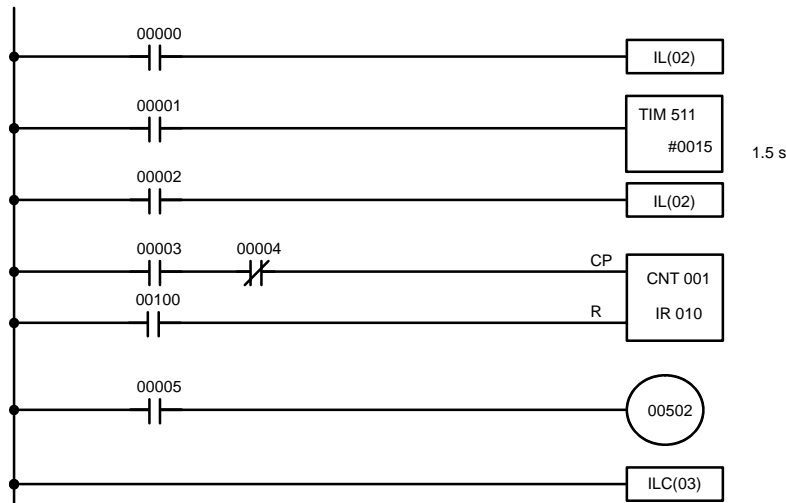 00000
IL(02)
00001
TIM 511
#0015
1.5 s
00002
IL(02)
00003
00004
CP
CNT 001
00100
R
IR 010
00005
00502
ILC(03)